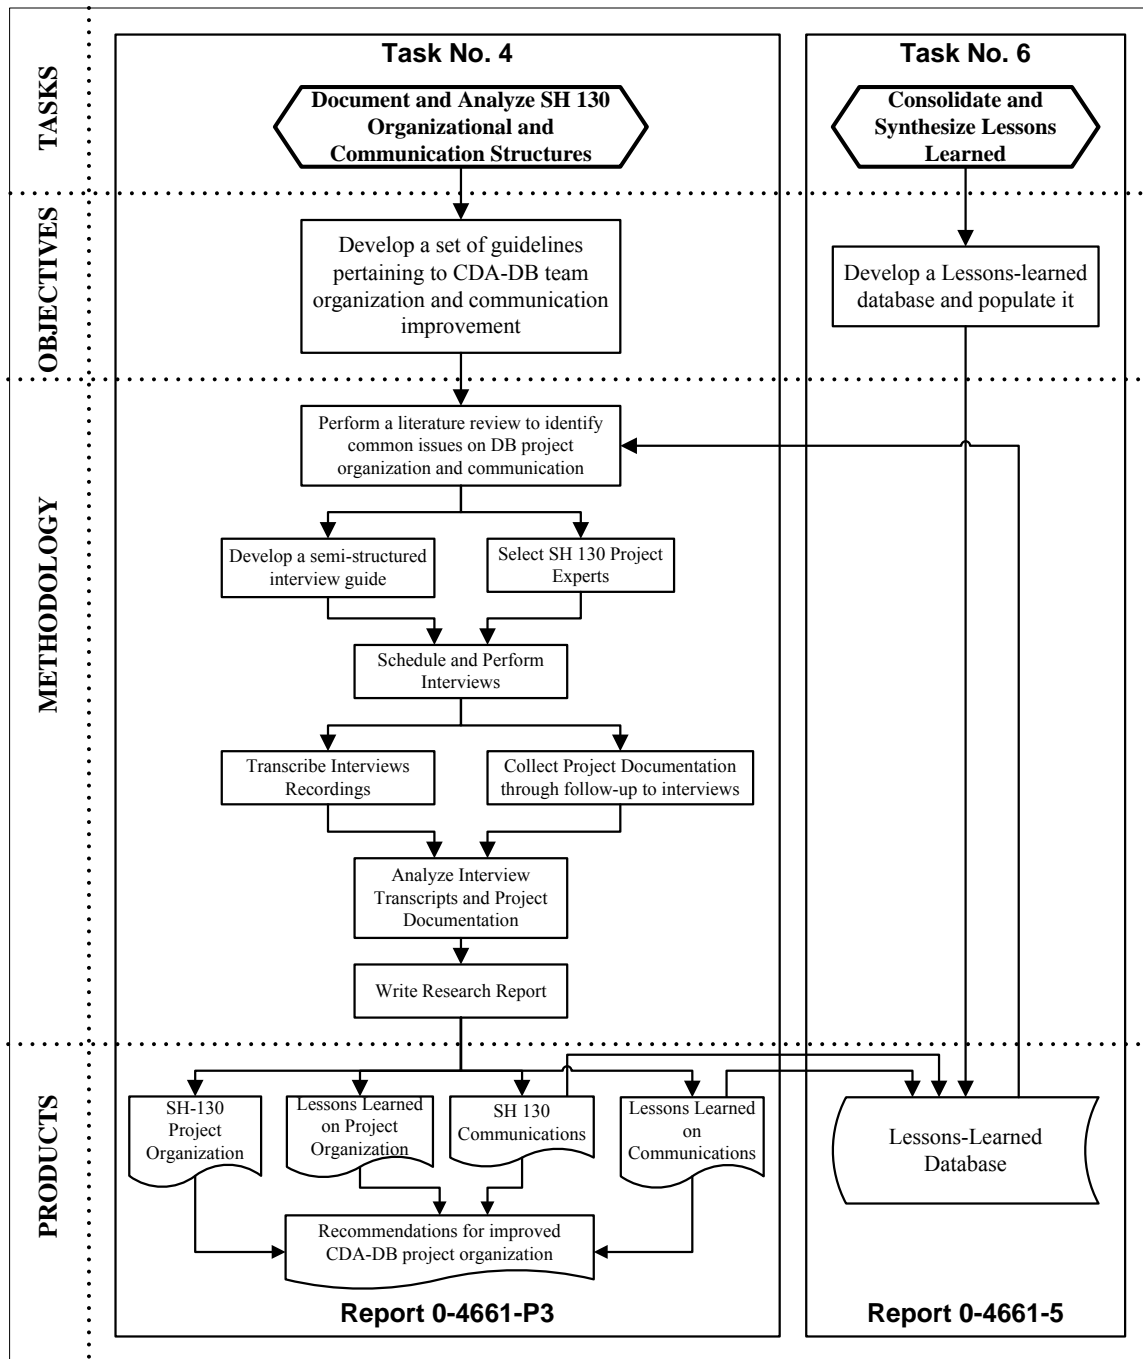 TASKS
Task No. 4
Document and Analyze SH 130
Organizational and
Communication Structures
Task No. 6
Consolidate and
Synthesize Lessons
Learned
OBJECTIVES
Develop a set of guidelines
pertaining to CDA-DB team
organization and communication
improvement
Develop a Lessons-learned
database and populate it
METHODOLOGY
Perform a literature review to identify
common issues on DB project
organization and communication
Develop a semi-structured
interview guide
Select SH 130 Project
Experts
Schedule and Perform
Interviews
Transcribe Interviews
Recordings
Collect Project Documentation
through follow-up to interviews
Analyze Interview
Transcripts and Project
Documentation
Write Research Report
PRODUCTS
SH-130
Project
Organization
Lessons Learned
on Project
Organization
SH 130
Communications
Lessons Learned
on
Communications
Lessons-Learned
Database
Recommendations for improved
CDA-DB project organization
Report 0-4661-P3
Report 0-4661-5